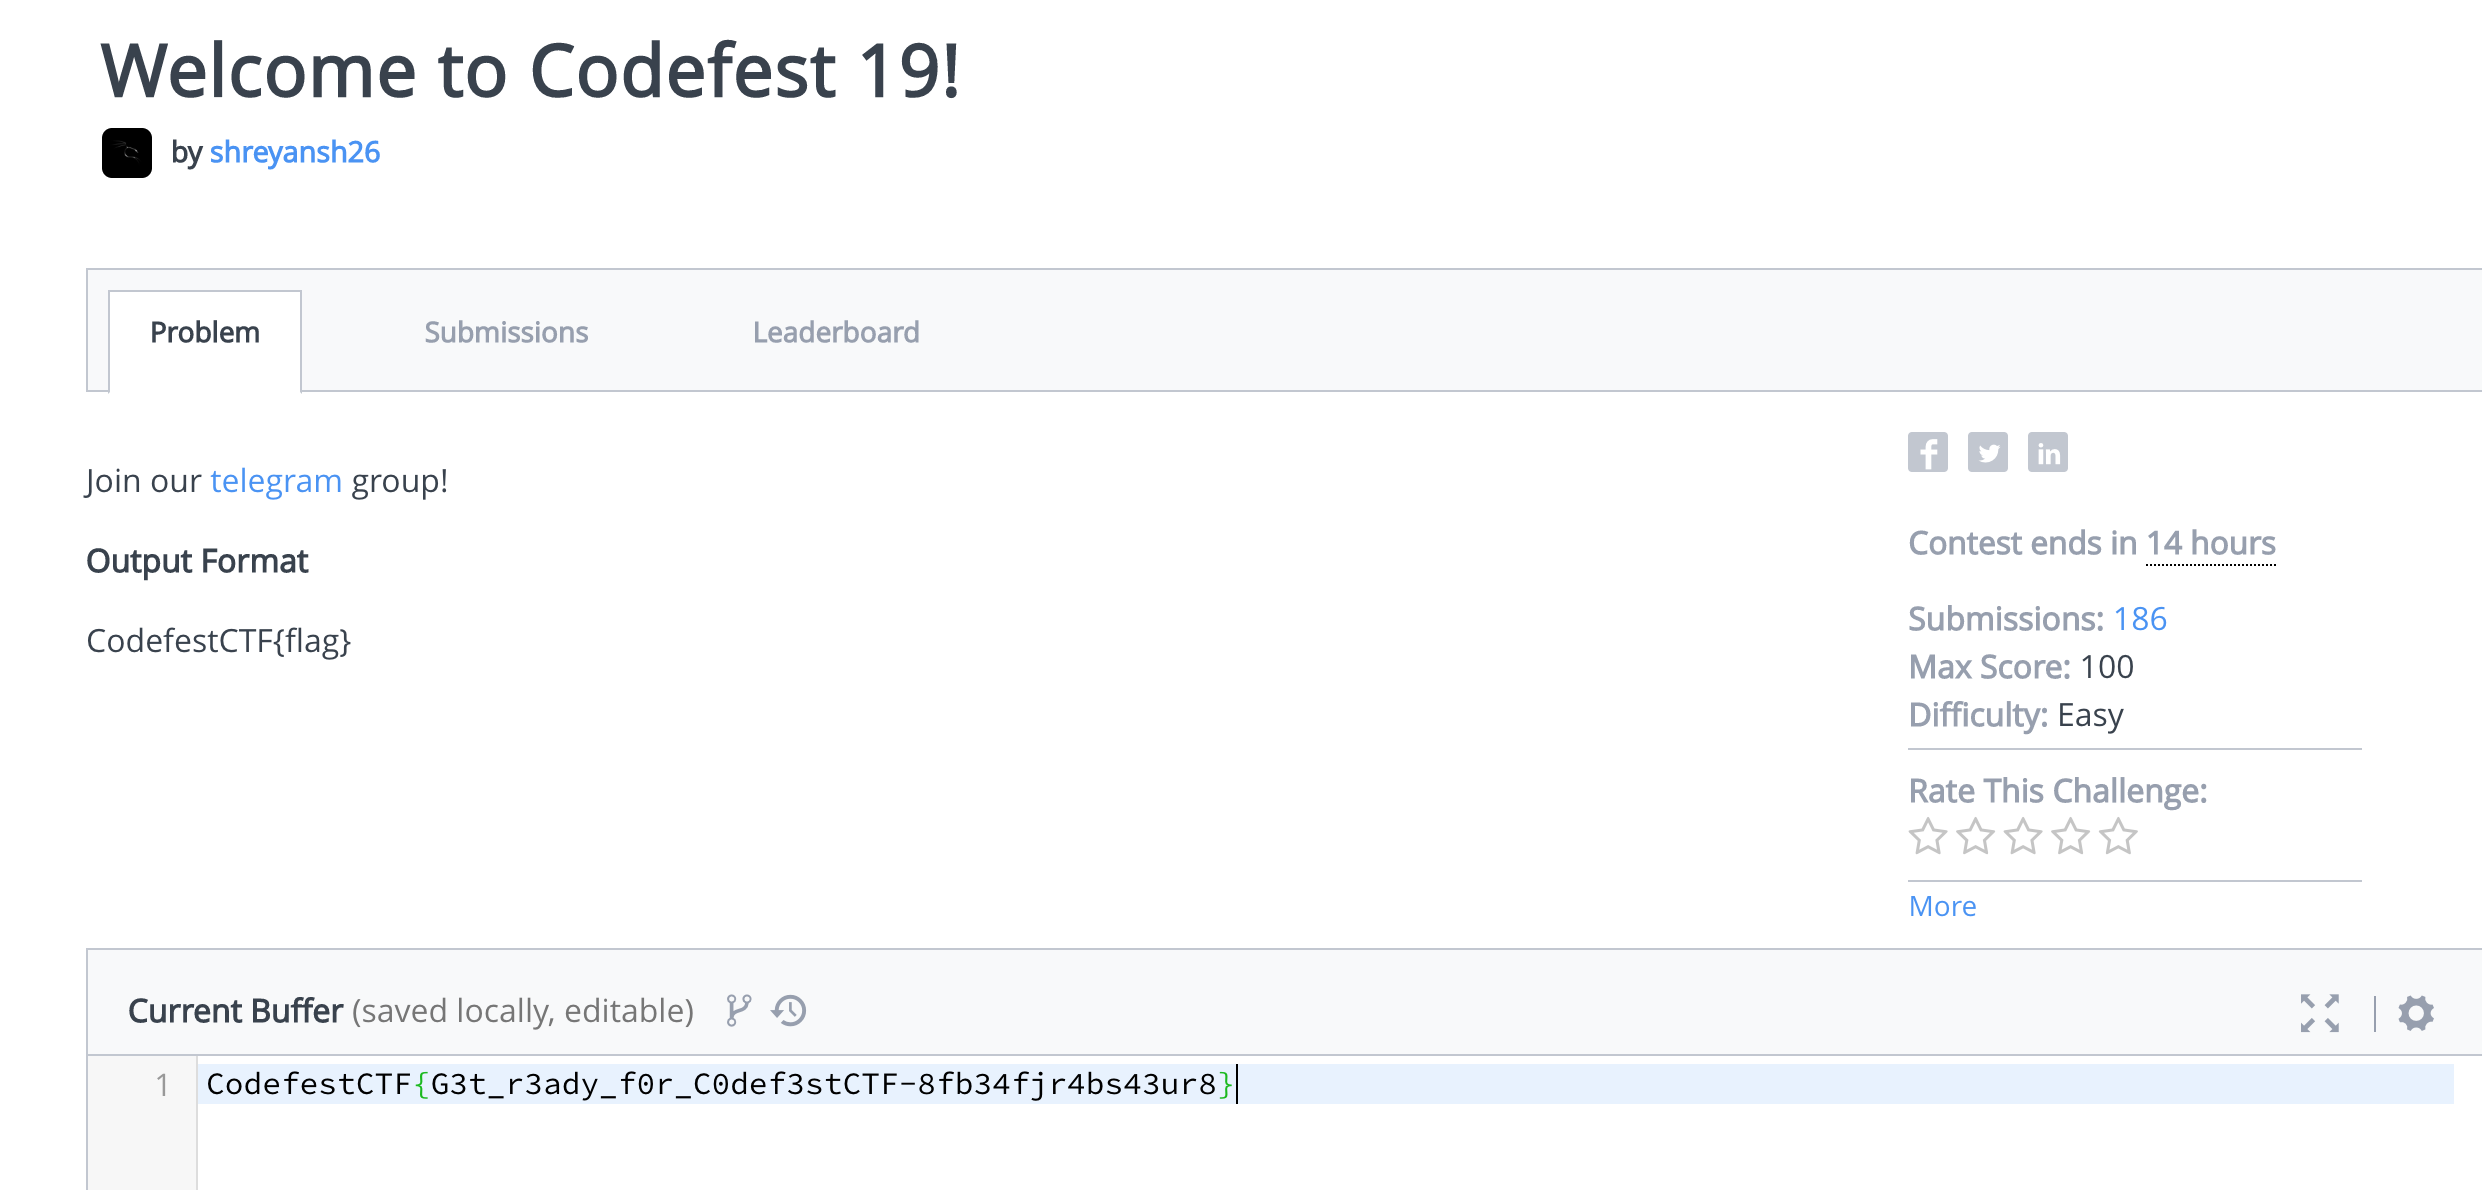 Welcome to Codefest 19!
by shreyansh26
Problem
Submissions
Leaderboard
Join our telegram group!
Output Format
CodefestCTF{flag}
Contest ends in 14 hours
Submissions: 186
Max Score: 100
Difficulty: Easy
Rate This Challenge:
More
Current Buffer (saved locally, editable)
1
CodefestCTF{G3t_r3ady_f0r_C0def3stCTF-8fb34fjr4bs43ur8}